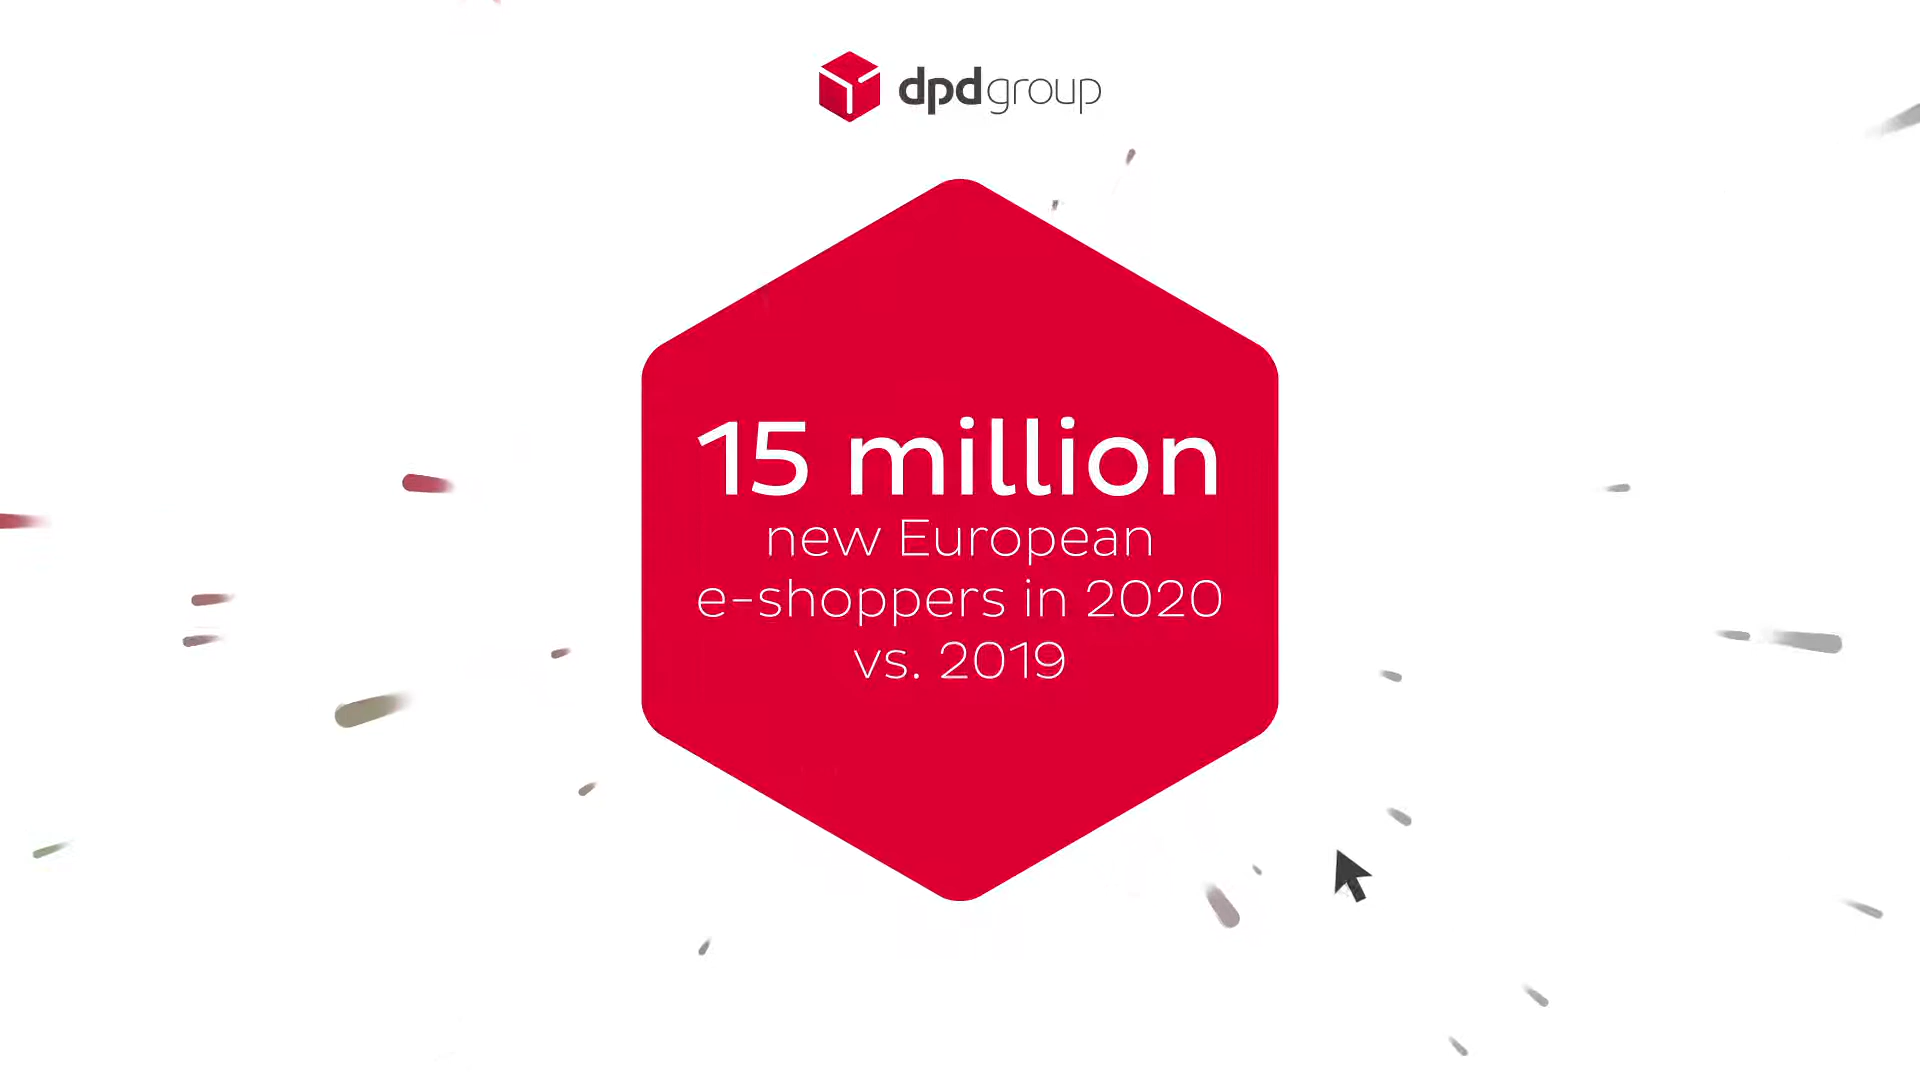 dpdgroup
15 million
new European
e-shoppers in 2020
vs. 2019